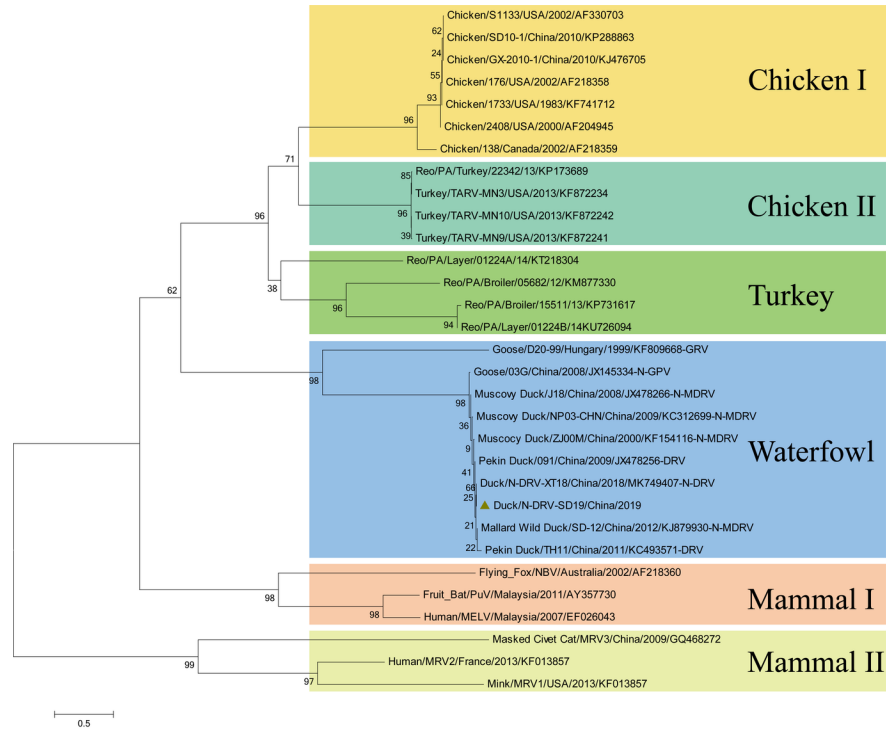 Chicken/S1133/USA/2002/AF330703
62
Chicken/SD10-1/China/2010/KP288863
24
Chicken/GX-2010-1/China/2010/KJ476705
55
Chicken/176/USA/2002/AF218358
93
Chicken/1733/USA/1983/KF741712
96
Chicken/2408/USA/2000/AF204945
Chicken/138/Canada/2002/AF218359
Chicken I
71
Reo/PA/Turkey/22342/13/KP173689
85
Turkey/TARV-MN3/USA/2013/KF872234
96
Turkey/TARV-MN10/USA/2013/KF872242
39
Turkey/TARV-MN9/USA/2013/KF872241
Chicken II
96
Reo/PA/Layer/01224A/14/KT218304
38
Reo/PA/Broiler/05682/12/KM877330
96
Reo/PA/Broiler/15511/13/KP731617
94
Reo/PA/Layer/01224B/14KU726094
Turkey
62
Goose/D20-99/Hungary/1999/KF809668-GRV
98
Goose/03G/China/2008/JX145334-N-GPV
98
Muscovy Duck/J18/China/2008/JX478266-N-MDRV
Muscovy Duck/NP03-CHN/China/2009/KC312699-N-MDRV
36
Muscocy Duck/ZJ00M/China/2000/KF154116-N-MDRV
9
Pekin Duck/091/China/2009/JX478256-DRV
41
Duck/N-DRV-XT18/China/2018/MK749407-N-DRV
66
25
Duck/N-DRV-SD19/China/2019
21
Mallard Wild Duck/SD-12/China/2012/KJ879930-N-MDRV
22
Pekin Duck/TH11/China/2011/KC493571-DRV
Waterfowl
Flying_Fox/NBV/Australia/2002/AF218360
98
Fruit_Bat/PuV/Malaysia/2011/AY357730
98
Human/MELV/Malaysia/2007/EF026043
Mammal I
Masked Civet Cat/MRV3/China/2009/GQ468272
99
Human/MRV2/France/2013/KF013857
97
Mink/MRV1/USA/2013/KF013857
Mammal II
0.5